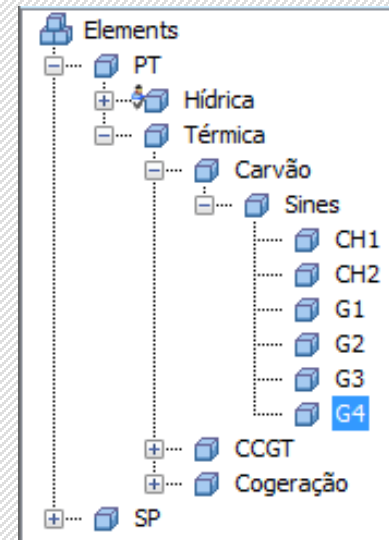 Elements
PT
Hídrica
Térmica
Carvão
Sines
CH1
CH2
G1
G2
G3
G4
CCGT
Cogeração
SP